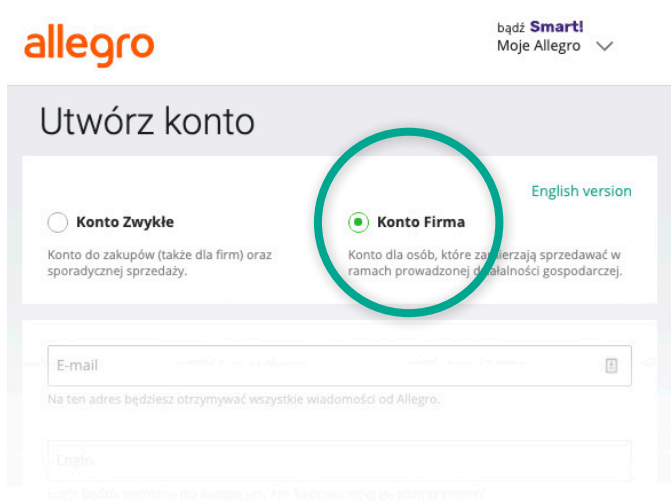 allegro
bądź Smart!
Moje Allegro
Utwórz konto
English version
Konto Zwykłe
Konto do zakupów (także dla firm) oraz
sporadycznej sprzedaży.
Konto Firma
Konto dla osób, które zamierzają sprzedawać w
ramach prowadzonej działalności gospodarczej.
E-mail
Na ten adres będziesz otrzymywać wszystkie wiadomości od Allegro.
Login